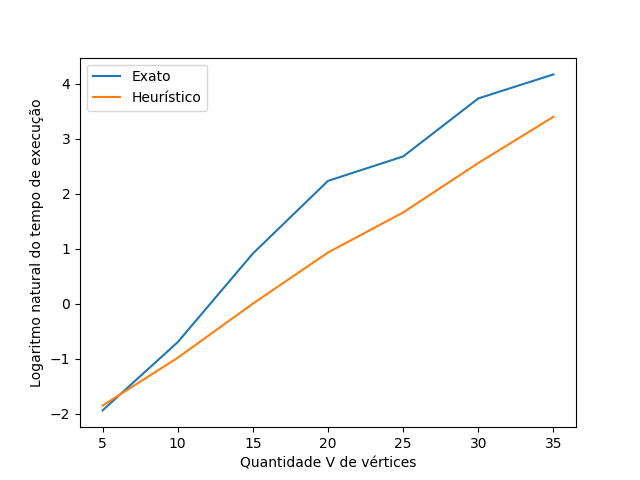 Exato
Heurístico
Logaritmo natural do tempo de execução
4
3
2
1
0
−1
−2
5 10 15 20 25 30 35
Quantidade V de vértices